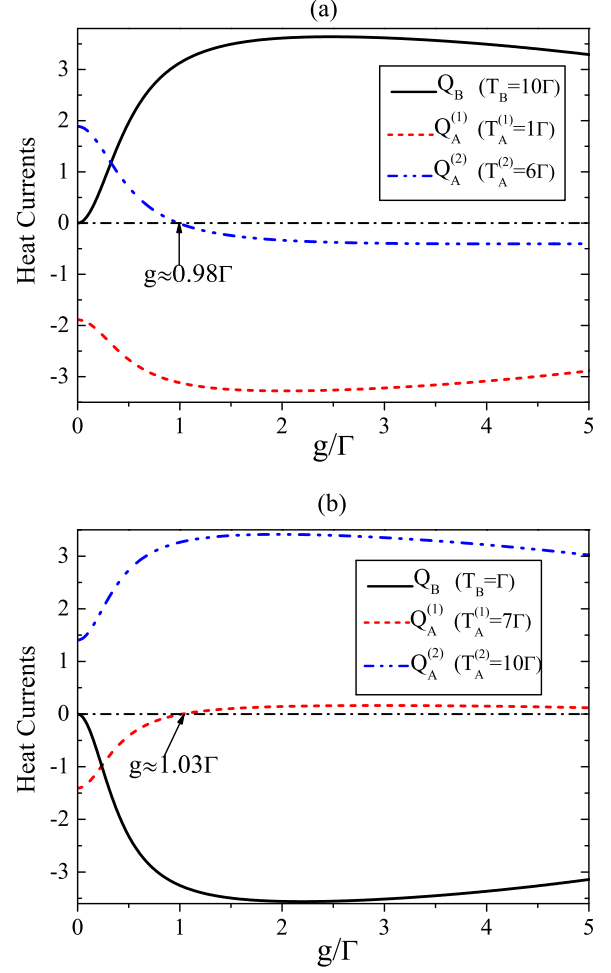 (a)
3
2
1
0
-1
-2
-3
Heat Currents
Q_B (T_B=10Γ)
Q_A^(1) (T_A^(1)=1Γ)
Q_A^(2) (T_A^(2)=6Γ)
g≈0.98Γ
0 1 2 3 4 5
g/Γ
(b)
3
2
1
0
-1
-2
-3
Heat Currents
Q_B (T_B=Γ)
Q_A^(1) (T_A^(1)=7Γ)
Q_A^(2) (T_A^(2)=10Γ)
g≈1.03Γ
0 1 2 3 4 5
g/Γ